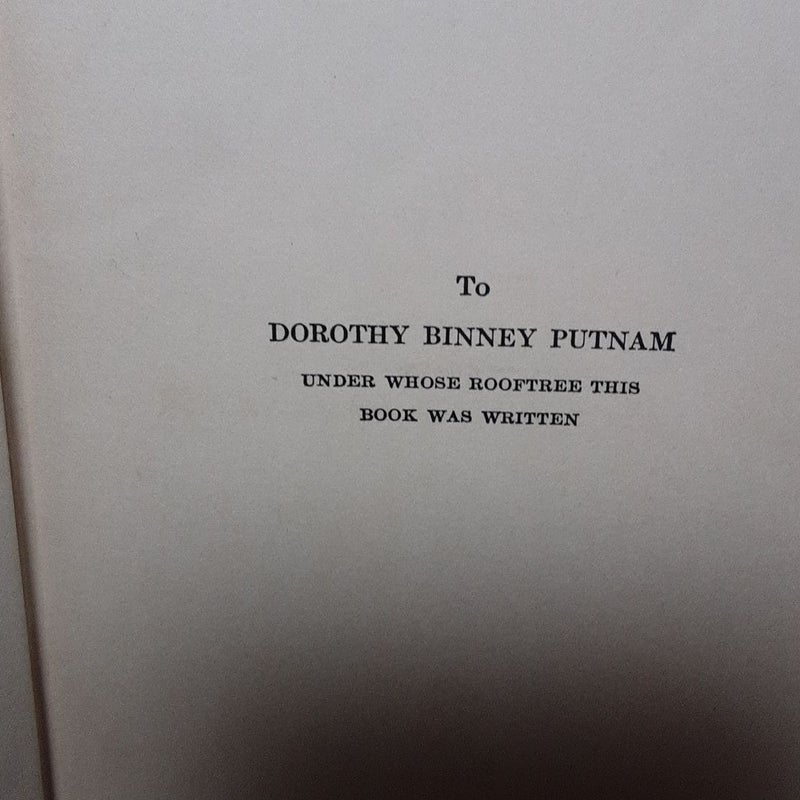 To
DOROTHY BINNEY PUTNAM
UNDER WHOSE ROOFTREE THIS
BOOK WAS WRITTEN